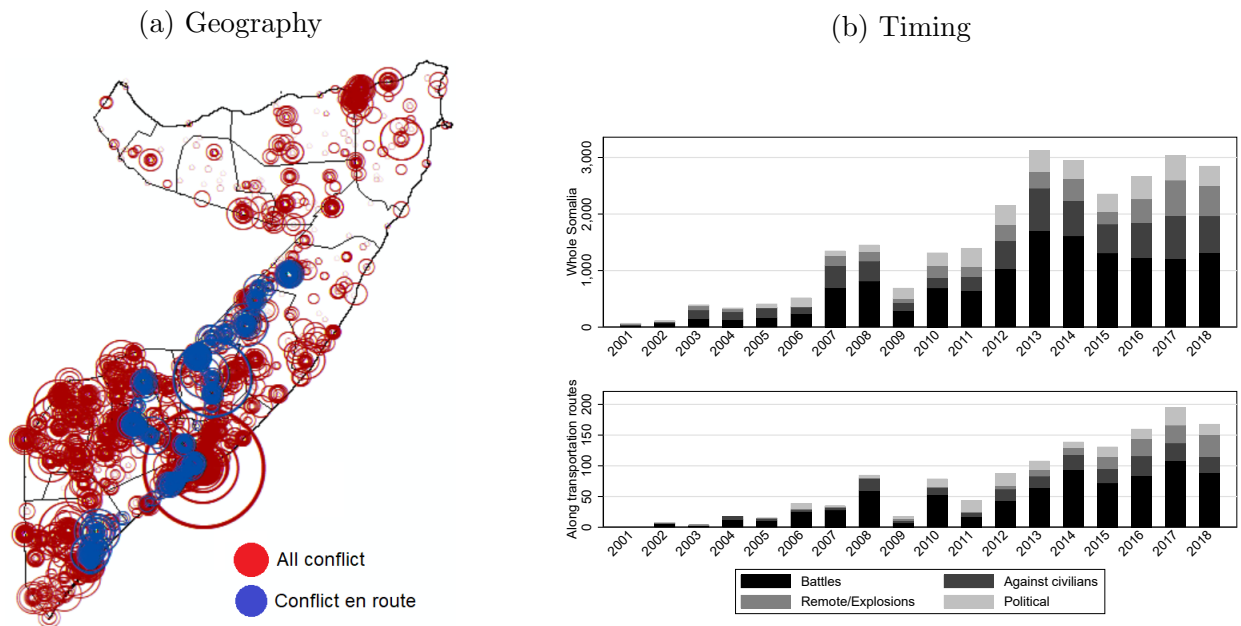 (a) Geography
All conflict
Conflict en route
(b) Timing
Whole Somalia
3,000
2,000
1,000
0
2001 2002 2003 2004 2005 2006 2007 2008 2009 2010 2011 2012 2013 2014 2015 2016 2017 2018
Along transportation routes
200
150
100
50
0
2001 2002 2003 2004 2005 2006 2007 2008 2009 2010 2011 2012 2013 2014 2015 2016 2017 2018
Battles Against civilians
Remote/Explosions Political